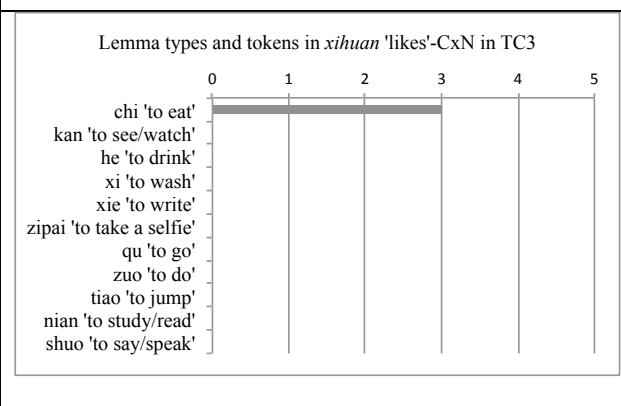 Lemma types and tokens in xihuan 'likes'-CxN in TC3
0 1 2 3 4 5
chi 'to eat'
kan 'to see/watch'
he 'to drink'
xi 'to wash'
xie 'to write'
zipai 'to take a selfie'
qu 'to go'
zuo 'to do'
tiao 'to jump'
nian 'to study/read'
shuo 'to say/speak'